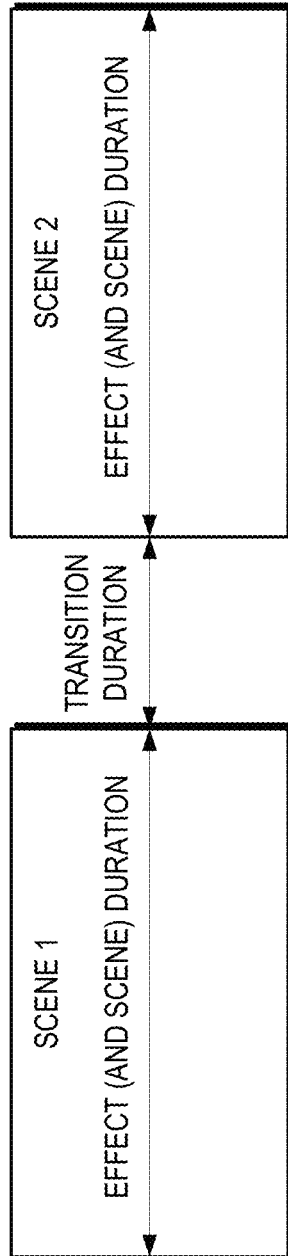 SCENE 1
EFFECT (AND SCENE) DURATION
TRANSITION
DURATION
SCENE 2
EFFECT (AND SCENE) DURATION